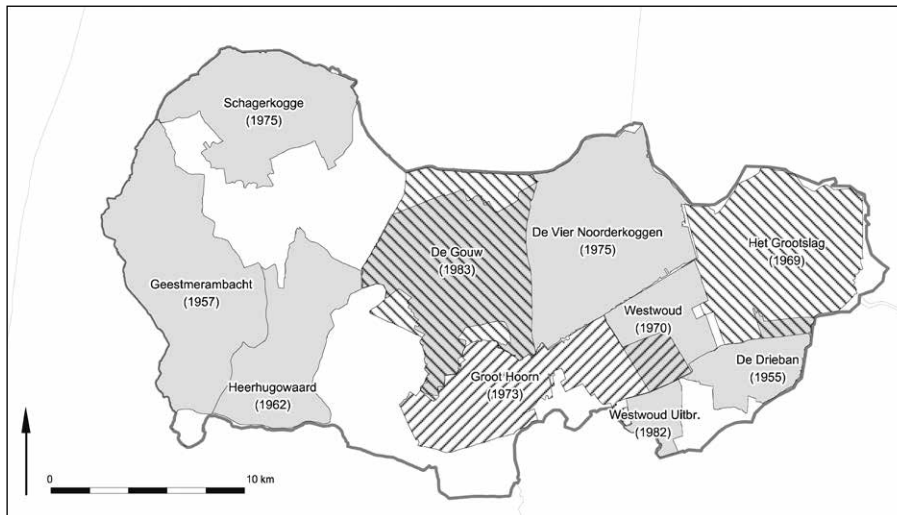 Schagerkogge
(1975)
De Vier Noorderkoggen
(1975)
De Gouw
(1983)
Het Grootslag
(1969)
Geestmerambacht
(1957)
Westwoud
(1970)
De Drieban
(1955)
Groot Hoorn
(1973)
Heerhugowaard
(1962)
Westwoud Uitbr.
(1982)
0
10 km